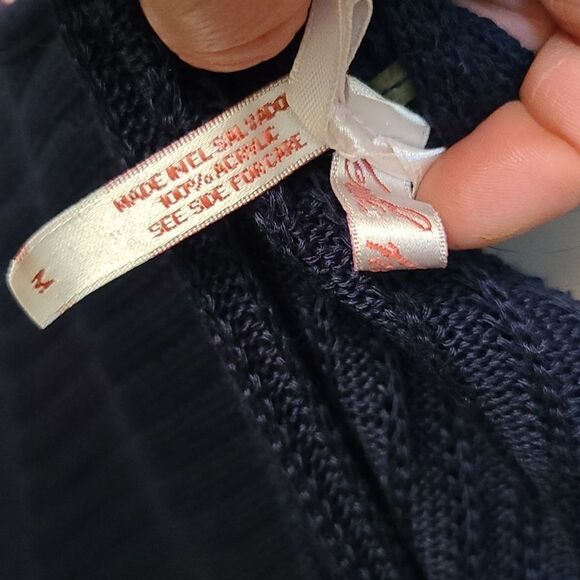 MADE IN EL SALVADOR
100% ACRYLIC
SEE SIDE FOR CARE
M